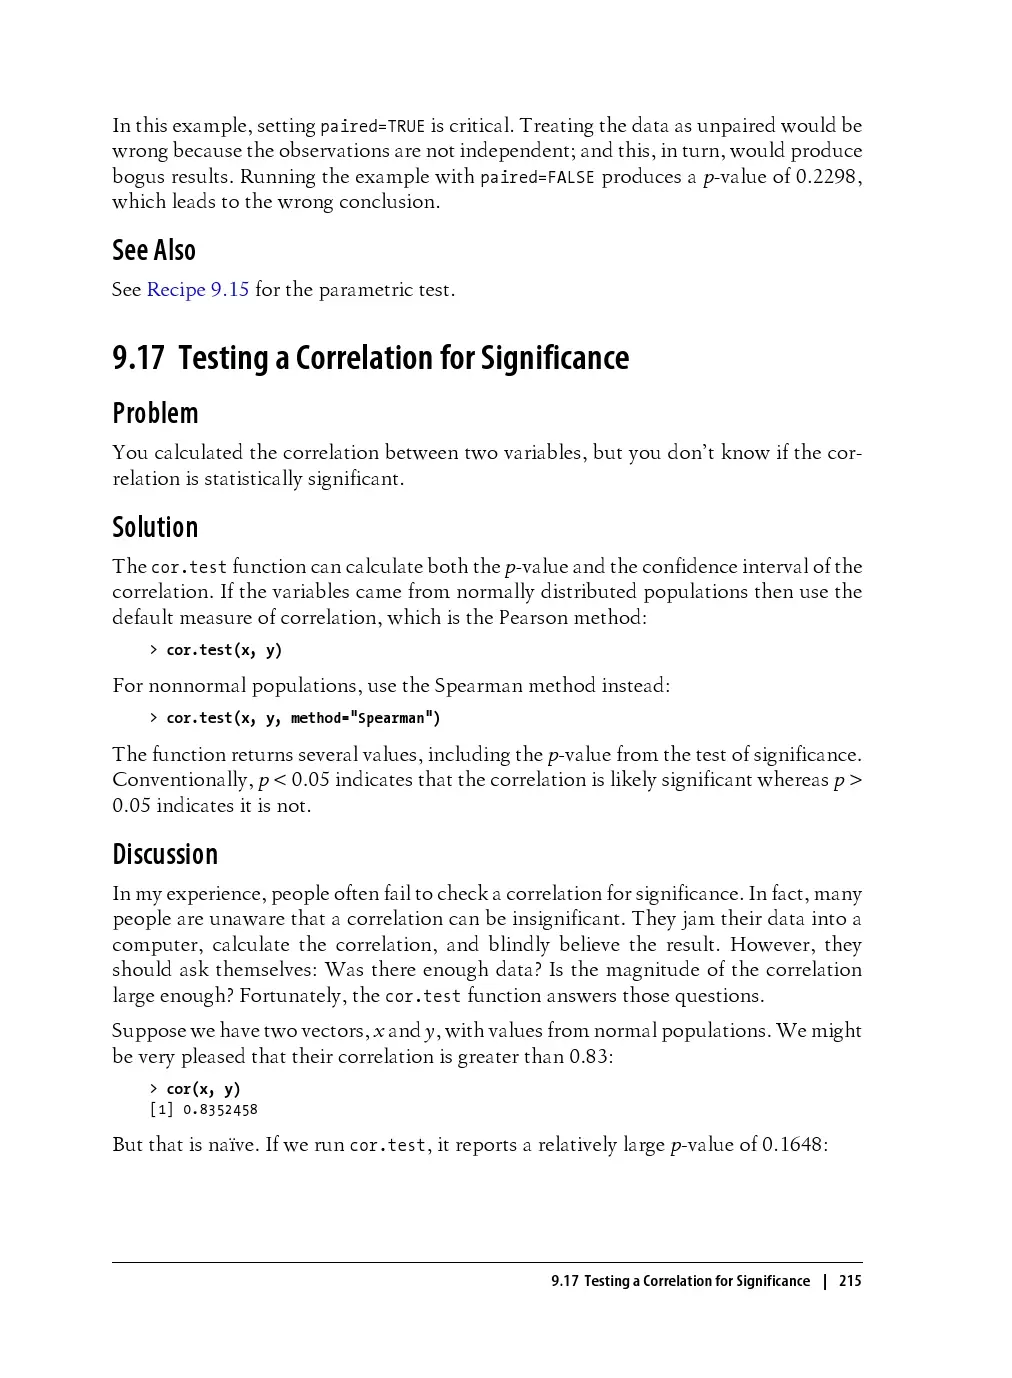 In this example, setting paired=TRUE is critical. Treating the data as unpaired would be
wrong because the observations are not independent; and this, in turn, would produce
bogus results. Running the example with paired=FALSE produces a p-value of 0.2298,
which leads to the wrong conclusion.
See Also
See Recipe 9.15 for the parametric test.
9.17 Testing a Correlation for Significance
Problem
You calculated the correlation between two variables, but you don’t know if the cor-
relation is statistically significant.
Solution
The cor.test function can calculate both the p-value and the confidence interval of the
correlation. If the variables came from normally distributed populations then use the
default measure of correlation, which is the Pearson method:
> cor.test(x, y)
For nonnormal populations, use the Spearman method instead:
> cor.test(x, y, method="Spearman")
The function returns several values, including the p-value from the test of significance.
Conventionally, p < 0.05 indicates that the correlation is likely significant whereas p >
0.05 indicates it is not.
Discussion
In my experience, people often fail to check a correlation for significance. In fact, many
people are unaware that a correlation can be insignificant. They jam their data into a
computer, calculate the correlation, and blindly believe the result. However, they
should ask themselves: Was there enough data? Is the magnitude of the correlation
large enough? Fortunately, the cor.test function answers those questions.
Suppose we have two vectors, x and y, with values from normal populations. We might
be very pleased that their correlation is greater than 0.83:
> cor(x, y)
[1] 0.8352458
But that is naïve. If we run cor.test, it reports a relatively large p-value of 0.1648:
9.17 Testing a Correlation for Significance | 215